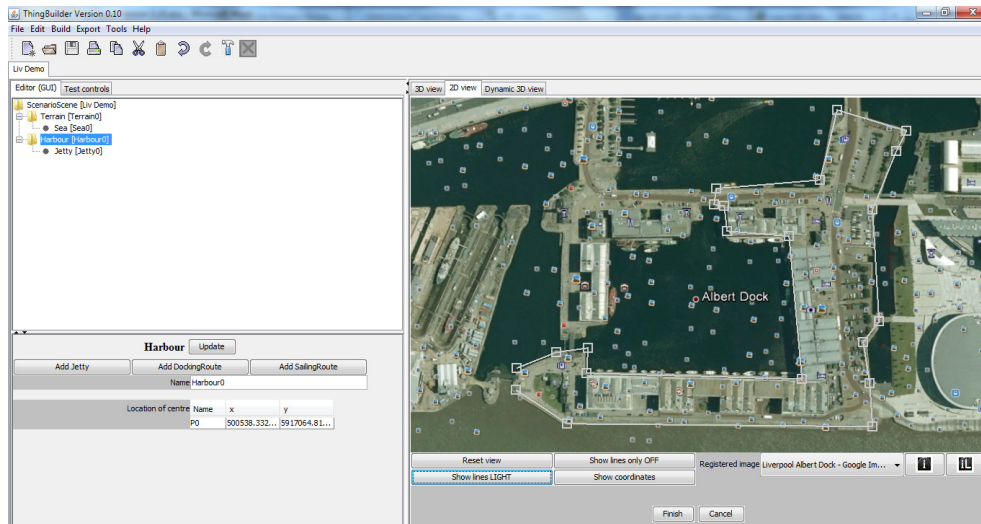 ThingBuilder Version 0.10
File Edit Build Export Tools Help
Liv Demo
Editor (GUI) Test controls
ScenarioScene [Liv Demo]
Terrain [Terrain0]
Sea [Sea0]
Harbour [Harbour0]
Jetty [Jetty0]
Harbour Update
Add Jetty Add DockingRoute Add SailingRoute
Name Harbour0
Location of centre Name x y
P0 500538.332... 5917064.81...
3D view 2D view Dynamic 3D view
Albert Dock
Reset view Show lines only OFF Registered image Liverpool Albert Dock - Google Im... i iL
Show lines LIGHT Show coordinates
Finish Cancel